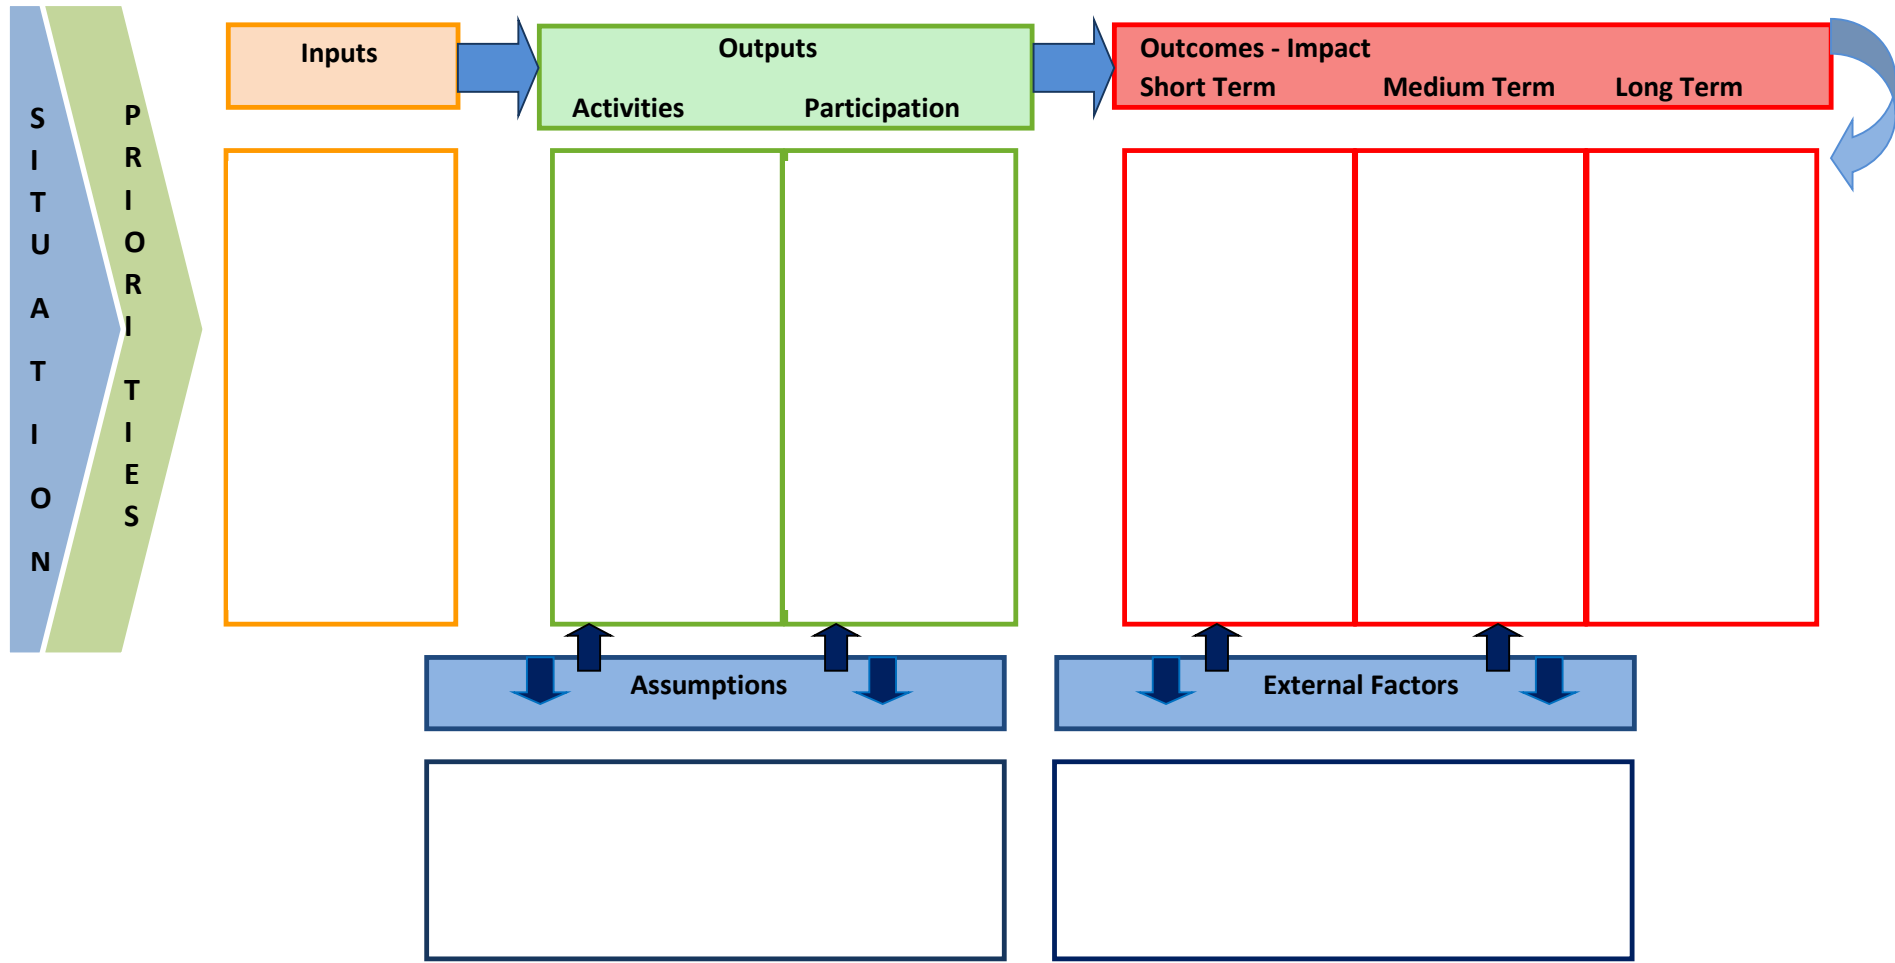 SITUATION
PRIORITIES
Inputs
Outputs
Activities Participation
Outcomes - Impact
Short Term Medium Term Long Term
Assumptions
External Factors